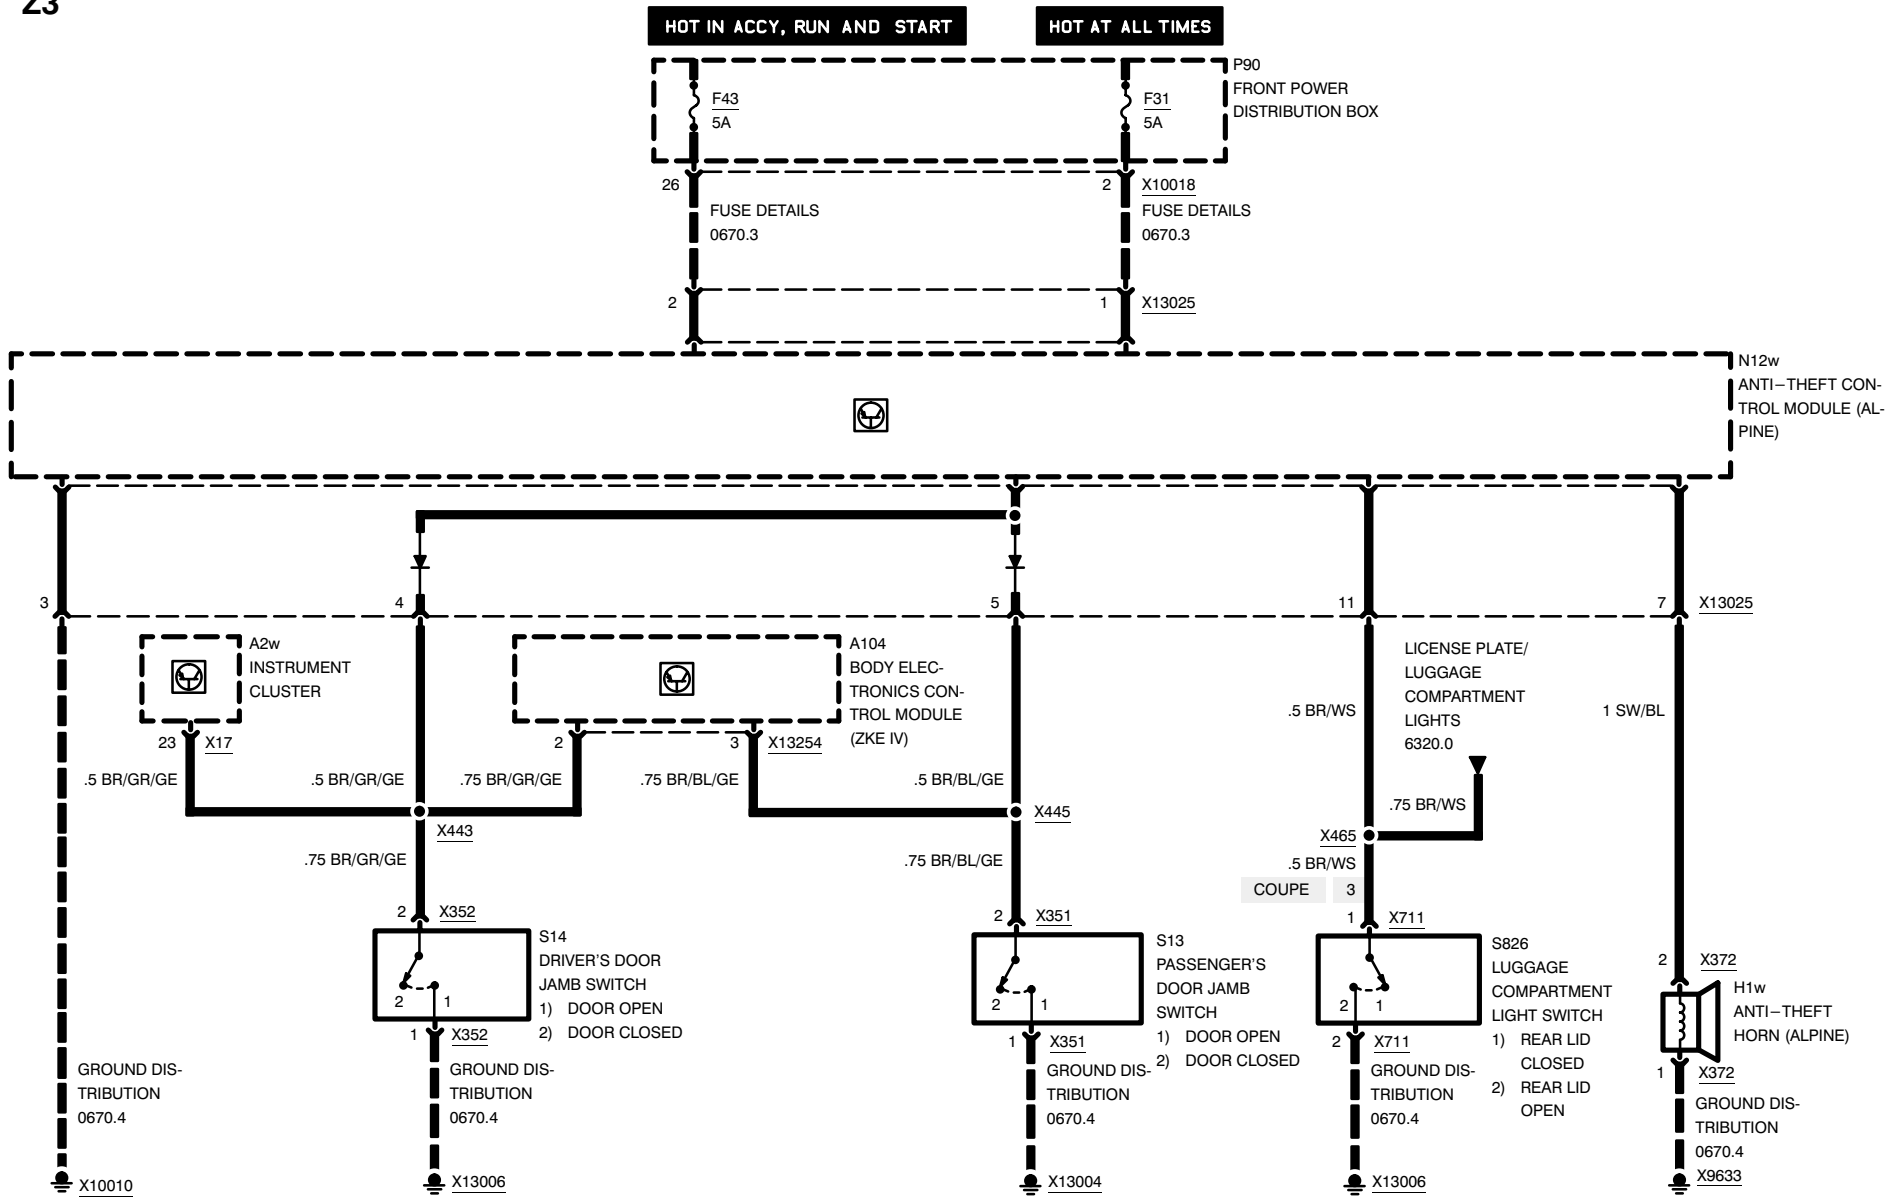 Z3
HOT IN ACCY, RUN AND START
HOT AT ALL TIMES
P90
FRONT POWER
DISTRIBUTION BOX
F43
5A
F31
5A
26
2
X10018
FUSE DETAILS
0670.3
FUSE DETAILS
0670.3
2
1
X13025
N12w
ANTI–THEFT CON-
TROL MODULE (AL-
PINE)
3
4
5
11
7
X13025
A2w
INSTRUMENT
CLUSTER
A104
BODY ELEC-
TRONICS CON-
TROL MODULE
(ZKE IV)
LICENSE PLATE/
LUGGAGE
COMPARTMENT
LIGHTS
6320.0
.5 BR/WS
1 SW/BL
23
X17
2
3
X13254
.5 BR/GR/GE
.5 BR/GR/GE
.75 BR/GR/GE
.75 BR/BL/GE
.5 BR/BL/GE
.75 BR/WS
X443
X445
X465
.75 BR/GR/GE
.75 BR/BL/GE
.5 BR/WS
COUPE
3
2
X352
2
X351
1
X711
S14
DRIVER'S DOOR
JAMB SWITCH
1) DOOR OPEN
2) DOOR CLOSED
2
1
S13
PASSENGER'S
DOOR JAMB
SWITCH
1) DOOR OPEN
2) DOOR CLOSED
2
1
S826
LUGGAGE
COMPARTMENT
LIGHT SWITCH
1) REAR LID
CLOSED
2) REAR LID
OPEN
2
1
2
X372
H1w
ANTI–THEFT
HORN (ALPINE)
1
X352
1
X351
2
X711
1
X372
GROUND DIS-
TRIBUTION
0670.4
GROUND DIS-
TRIBUTION
0670.4
GROUND DIS-
TRIBUTION
0670.4
GROUND DIS-
TRIBUTION
0670.4
GROUND DIS-
TRIBUTION
0670.4
X10010
X13006
X13004
X13006
X9633